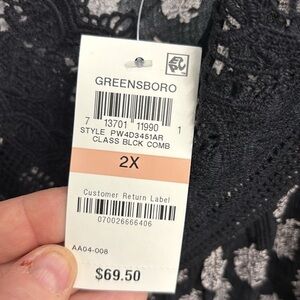 GREENSBORO
7 13701 11990 1
STYLE PW4D3451AR
CLASS BLCK COMB
2X
Customer Return Label
070026666406
AA04-008
$69.50